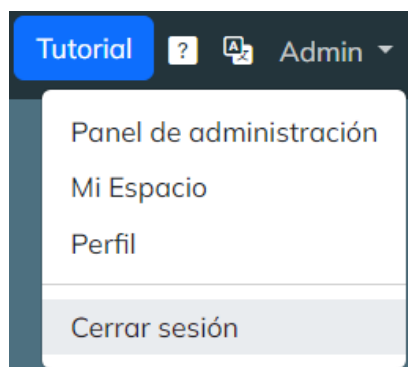 Tutorial ? A Admin
Panel de administración
Mi Espacio
Perfil
Cerrar sesión